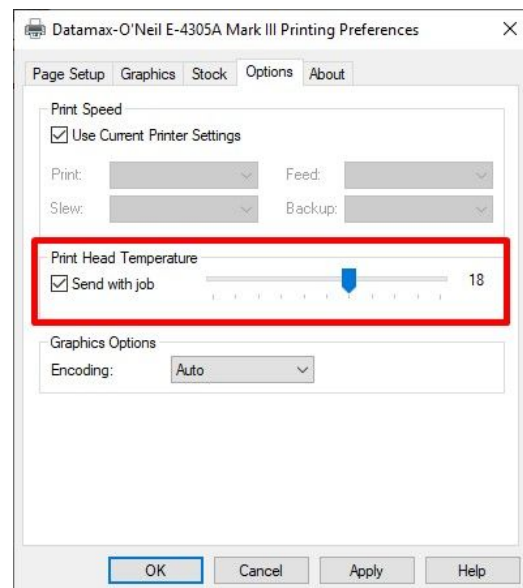 Datamax-O'Neil E-4305A Mark III Printing Preferences
Page Setup Graphics Stock Options About
Print Speed
Use Current Printer Settings
Print: Feed:
Slew: Backup:
Print Head Temperature
Send with job 18
Graphics Options
Encoding: Auto
OK Cancel Apply Help